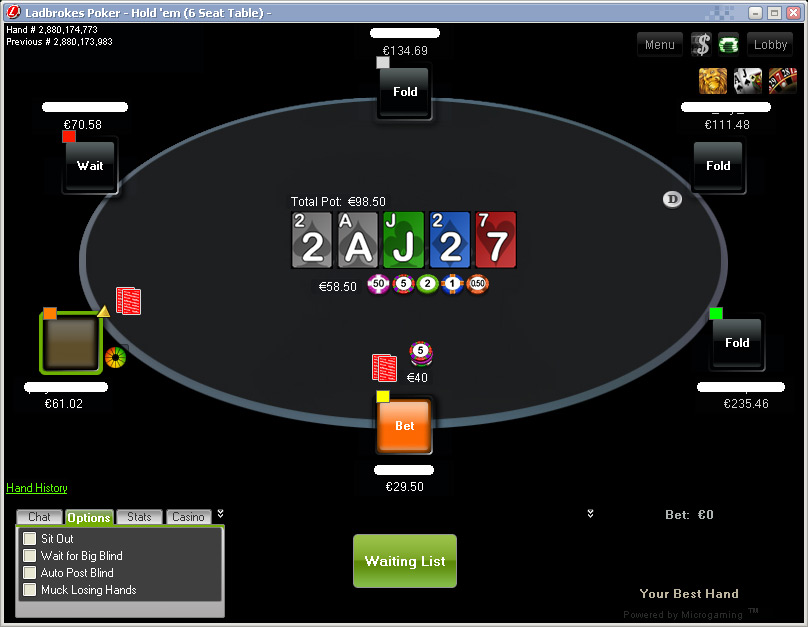 Ladbrokes Poker - Hold 'em (6 Seat Table) -
Hand # 2,880,174,773
Previous # 2,880,173,983
€134.69
Menu
Lobby
Fold
€70.58
€111.48
Wait
Fold
D
Total Pot: €98.50
2 A J 2 7
2 A J 2 7
€58.50 50 5 2 1 0.50
Fold
5
€40
€61.02
€235.46
Bet
€29.50
Hand History
Chat Options Stats Casino
Bet: €0
Sit Out
Wait for Big Blind
Auto Post Blind
Muck Losing Hands
Waiting List
Your Best Hand
Powered by Microgaming ™